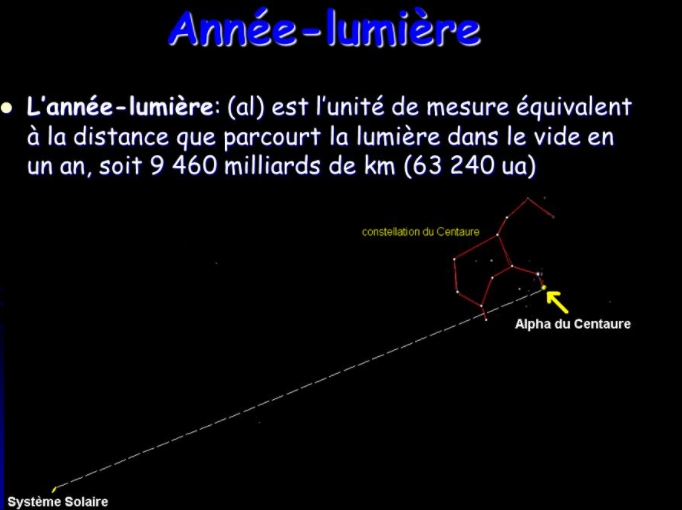 Année-lumière
L'année-lumière: (al) est l'unité de mesure équivalent
à la distance que parcourt la lumière dans le vide en
un an, soit 9 460 milliards de km (63 240 ua)
constellation du Centaure
Alpha du Centaure
Système Solaire